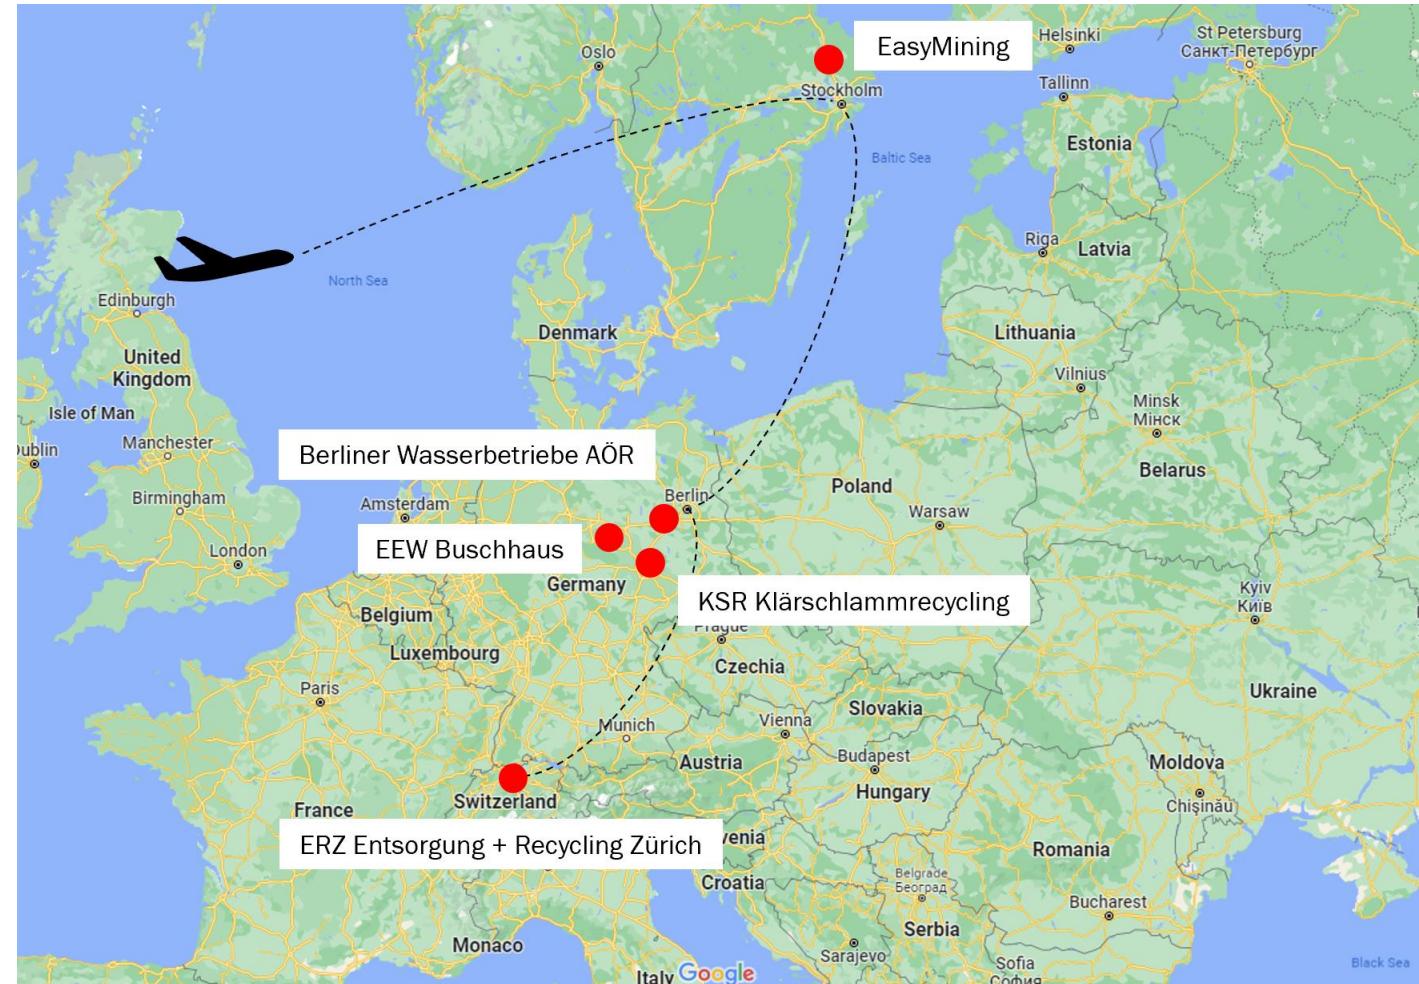 EasyMining
Helsinki
St Petersburg
Санкт-Петербург
Oslo
Stockholm
Tallinn
Estonia
Baltic Sea
Riga
Latvia
North Sea
Edinburgh
Denmark
Lithuania
United
Kingdom
Vilnius
Isle of Man
Minsk
Мінск
Manchester
Dublin
Berliner Wasserbetriebe AÖR
Belarus
Birmingham
Amsterdam
Berlin
Poland
Warsaw
London
EEW Buschhaus
Germany
KSR Klärschlammrecycling
Kyiv
Київ
Belgium
Prague
Luxembourg
Czechia
Paris
Ukraine
Slovakia
Munich
Vienna
Austria
Budapest
Hungary
Moldova
Chișinău
Switzerland
France
ERZ Entsorgung + Recycling Zürich
venia
Romania
Croatia
Belgrade
Београд
Bucharest
Serbia
Monaco
Sarajevo
Sofia
София
Italy
Google
Black Sea